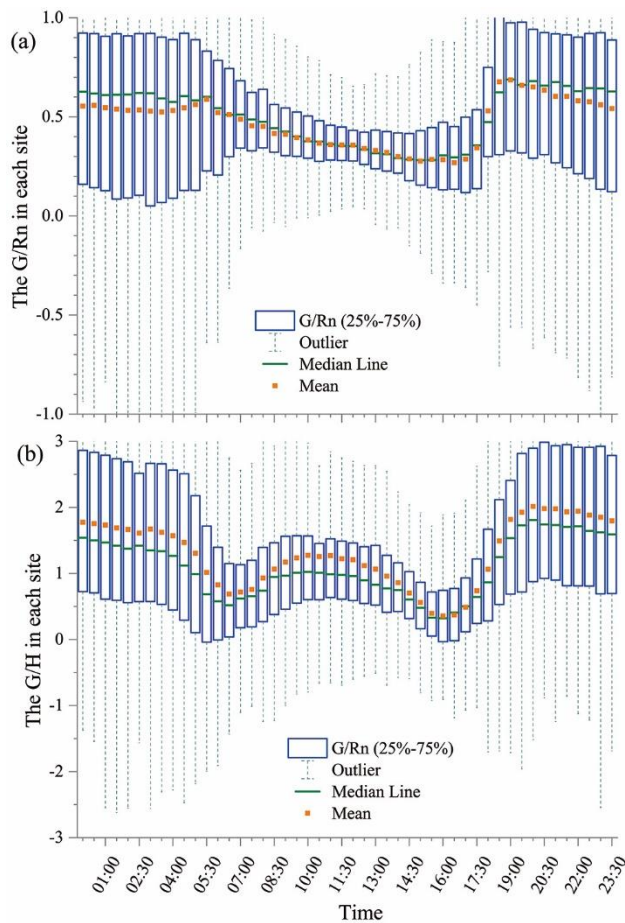 (a)
The G/Rn in each site
1.0
0.5
0.0
-0.5
-1.0
G/Rn (25%-75%)
Outlier
Median Line
Mean
(b)
The G/H in each site
3
2
1
0
-1
-2
-3
G/Rn (25%-75%)
Outlier
Median Line
Mean
01:00
02:30
04:00
05:30
07:00
08:30
10:00
11:30
13:00
14:30
16:00
17:30
19:00
20:30
22:00
23:30
Time